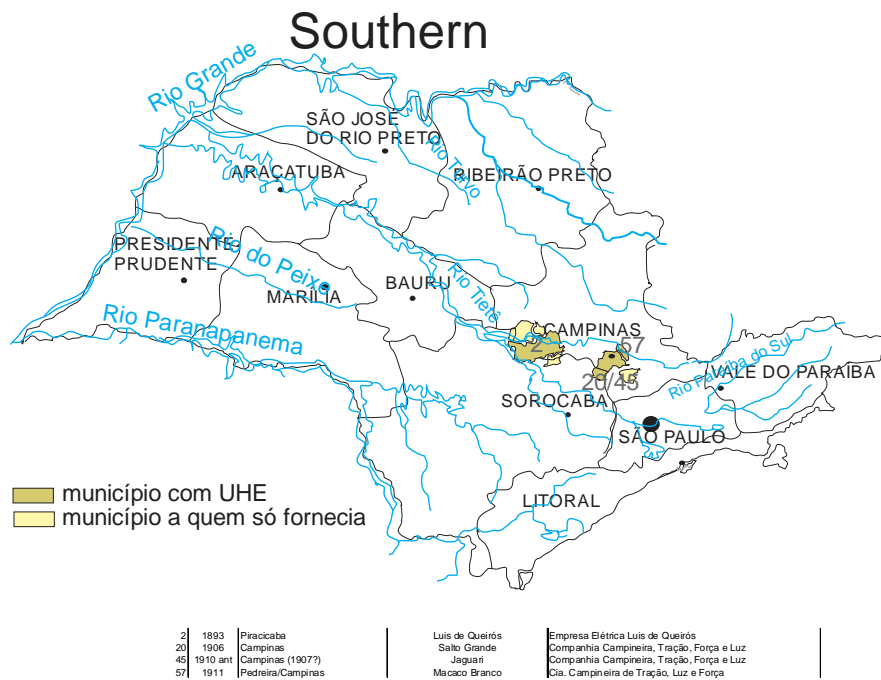 Southern
Rio Grande
SÃO JOSÉ
DO RIO PRETO
Rio Turvo
ARAÇATUBA
RIBEIRÃO PRETO
PRESIDENTE
PRUDENTE
Rio do Peixe
MARÍLIA
BAURU
Rio Tietê
Rio Paranapanema
CAMPINAS
2
57
20/45
Rio Paraíba do Sul
VALE DO PARAÍBA
SOROCABA
SÃO PAULO
LITORAL
município com UHE
município a quem só fornecia
2 1893 Piracicaba Luis de Queirós Empresa Elétrica Luis de Queirós
20 1906 Campinas Salto Grande Companhia Campineira, Tração, Força e Luz
45 1910 ant Campinas (1907?) Jaguari Companhia Campineira, Tração, Força e Luz
57 1911 Pedreira/Campinas Macaco Branco Cia. Campineira de Tração, Luz e Força